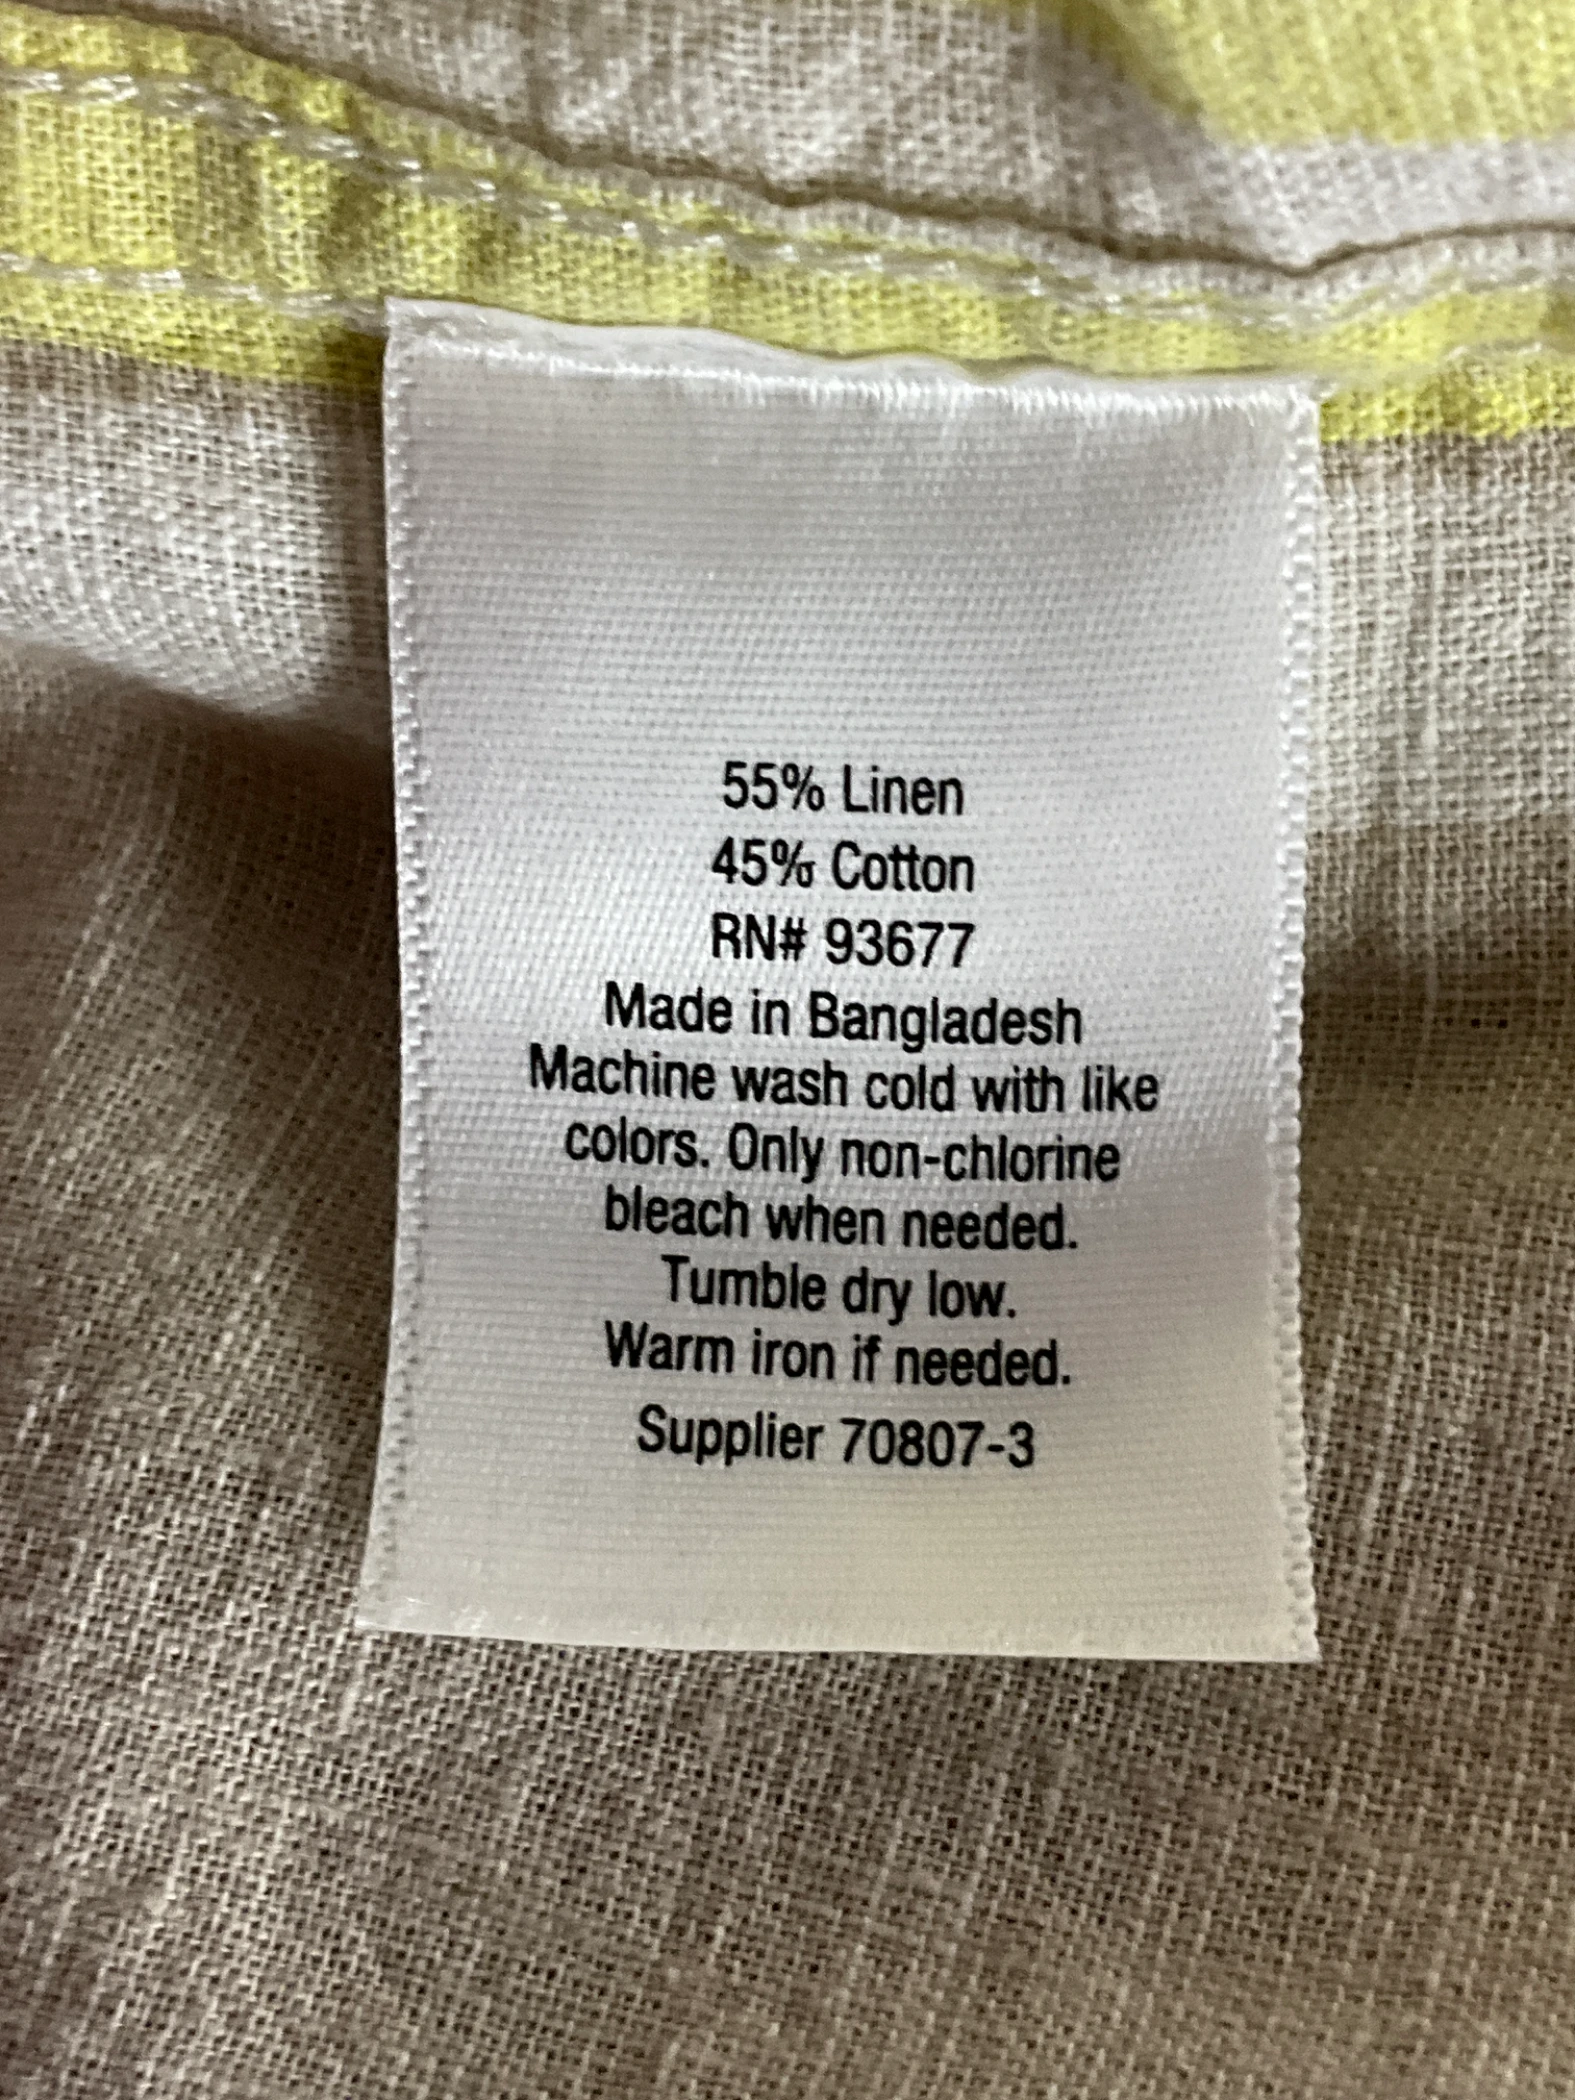 55% Linen
45% Cotton
RN# 93677
Made in Bangladesh
Machine wash cold with like
colors. Only non-chlorine
bleach when needed.
Tumble dry low.
Warm iron if needed.
Supplier 70807-3